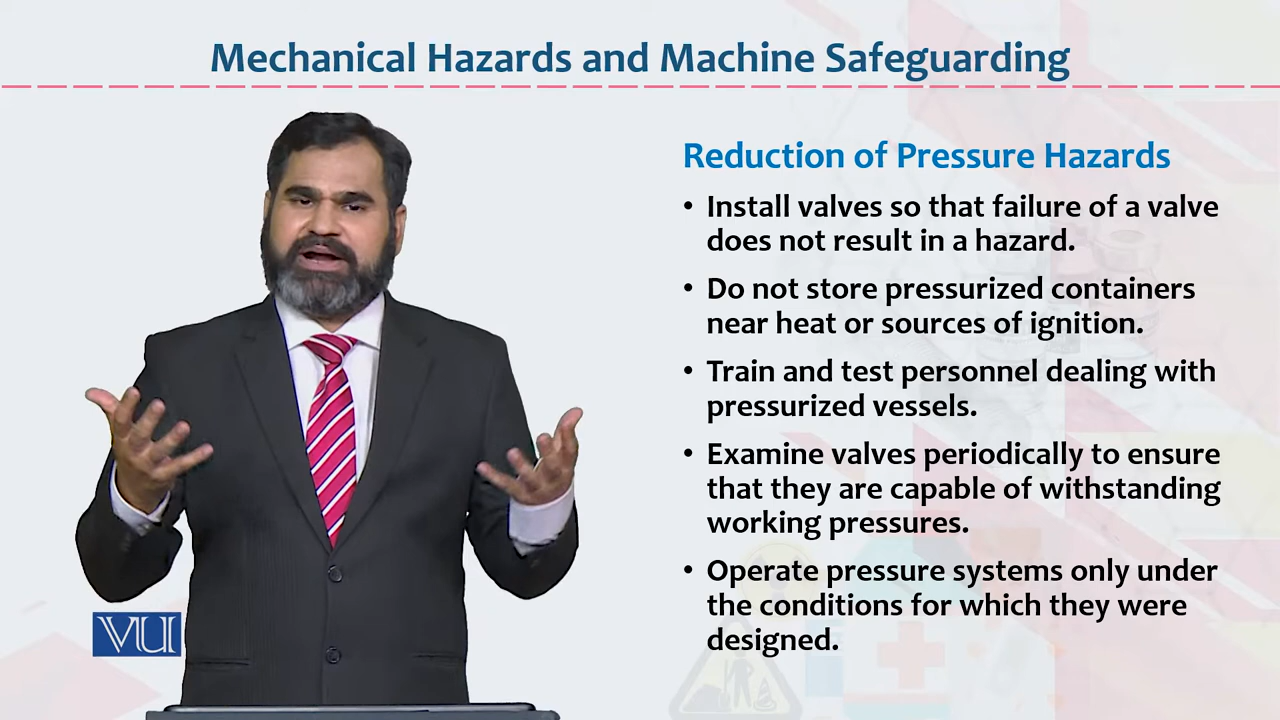 Mechanical Hazards and Machine Safeguarding
Reduction of Pressure Hazards
• Install valves so that failure of a valve
does not result in a hazard.
• Do not store pressurized containers
near heat or sources of ignition.
• Train and test personnel dealing with
pressurized vessels.
• Examine valves periodically to ensure
that they are capable of withstanding
working pressures.
• Operate pressure systems only under
the conditions for which they were
designed.
VU